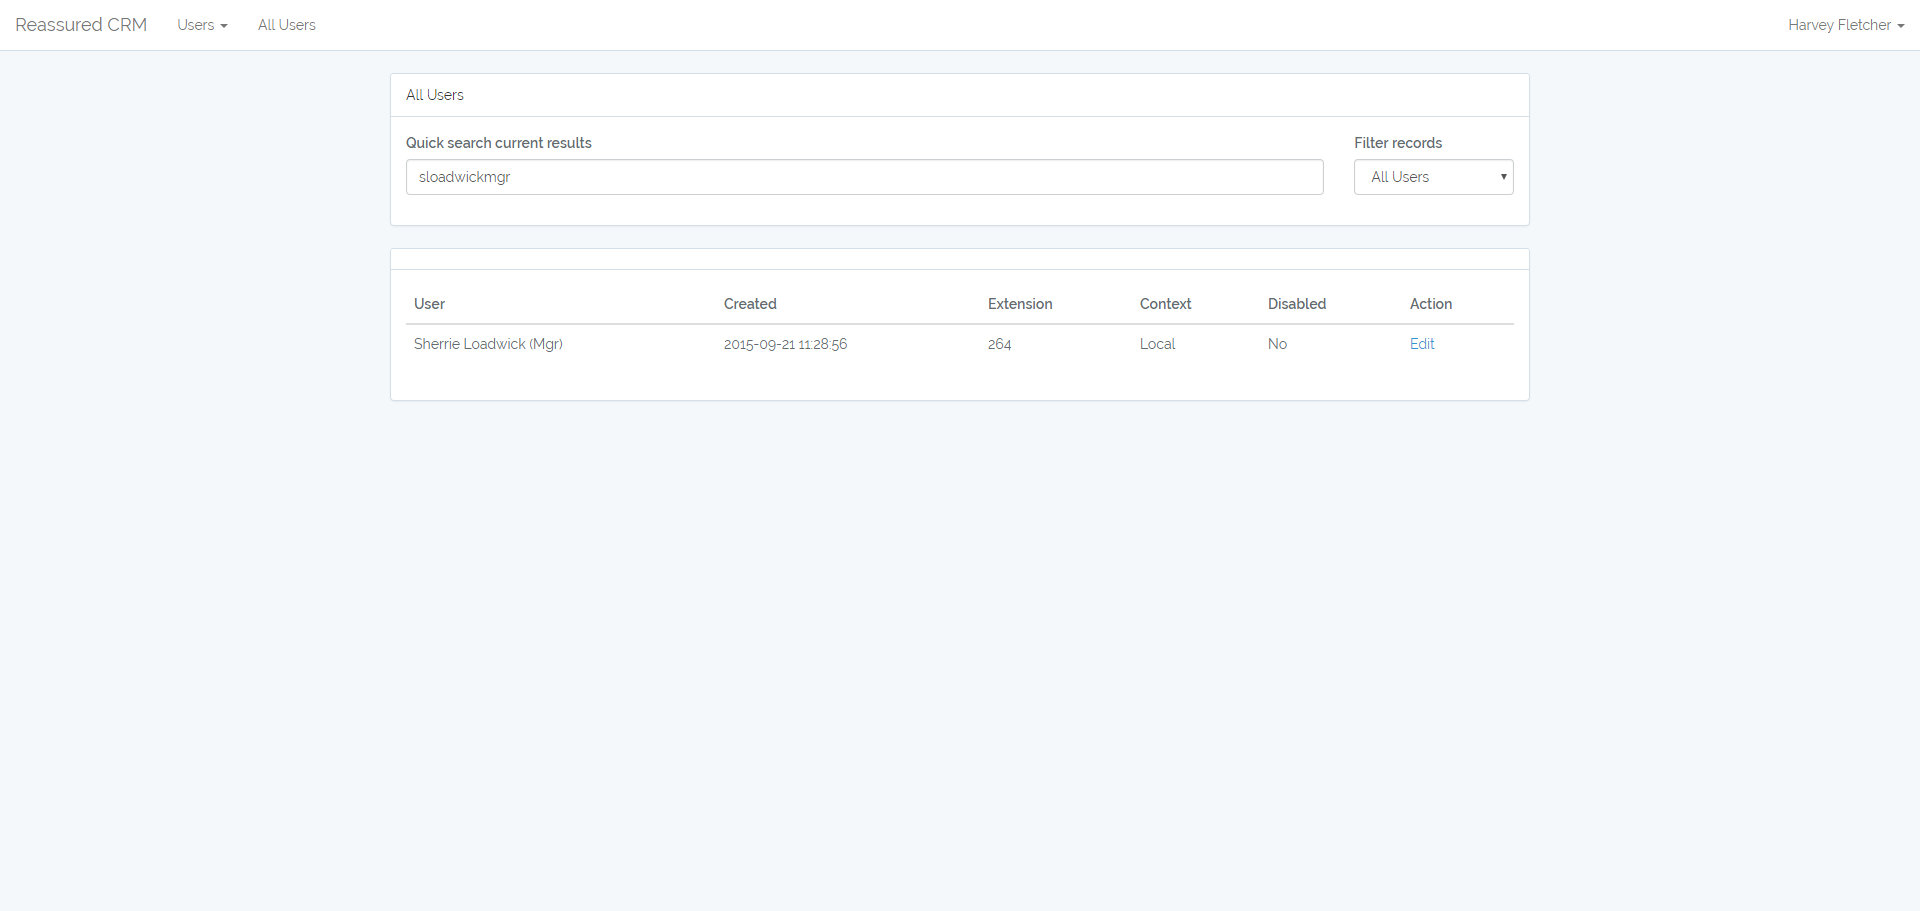 Reassured CRM Users All Users Harvey Fletcher
All Users
Quick search current results Filter records
sloadwickmgr All Users
User Created Extension Context Disabled Action
Sherrie Loadwick (Mgr) 2015-09-21 11:28:56 264 Local No Edit